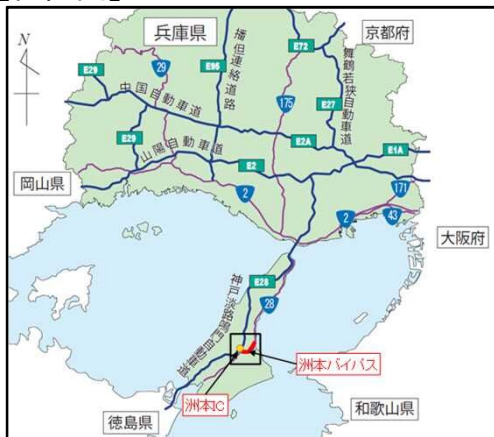 兵庫県
京都府
N
E72
播但連絡道路
舞鶴若狭自動車道
E29
29
E95
中国自動車道
175
E27
E29
山陽自動車道
E2A
E2
E1A
岡山県
171
2
2
43
大阪府
神戸淡路鳴門自動車道
E28
28
洲本バイパス
洲本IC
徳島県
和歌山県